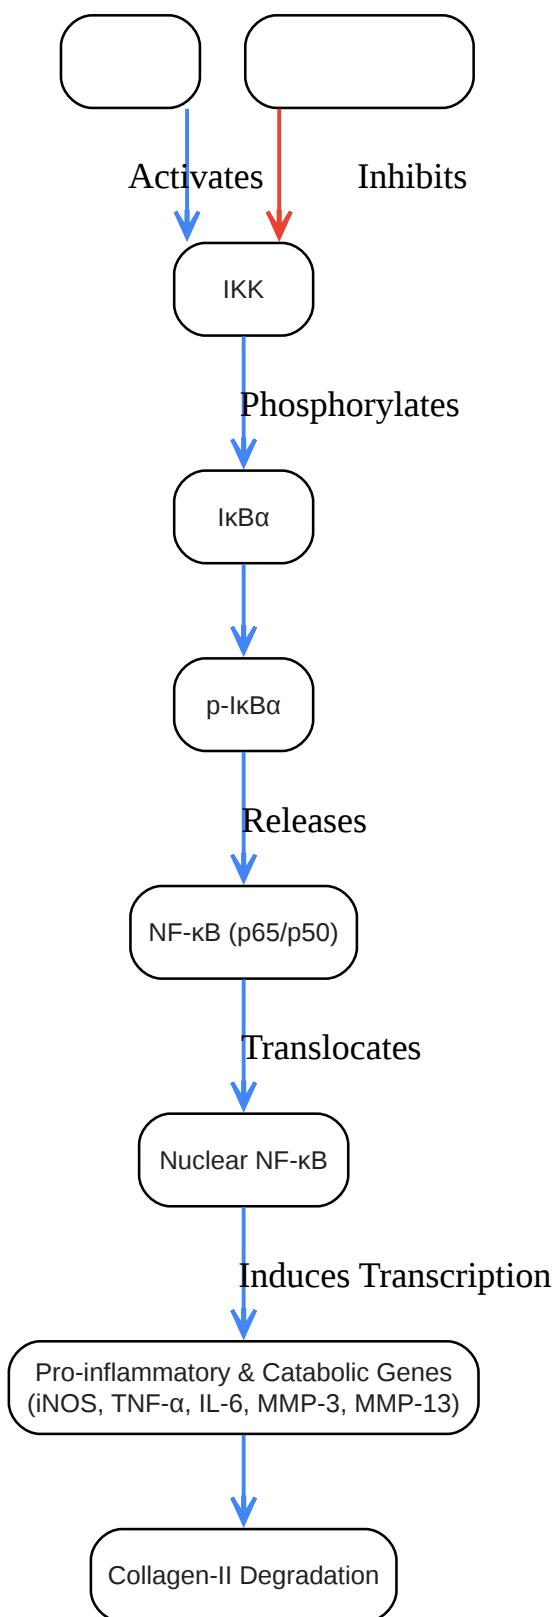 Activates
Inhibits
IKK
Phosphorylates
IκBα
p-IκBα
Releases
NF-κB (p65/p50)
Translocates
Nuclear NF-κB
Induces Transcription
Pro-inflammatory & Catabolic Genes
(iNOS, TNF-α, IL-6, MMP-3, MMP-13)
Collagen-II Degradation